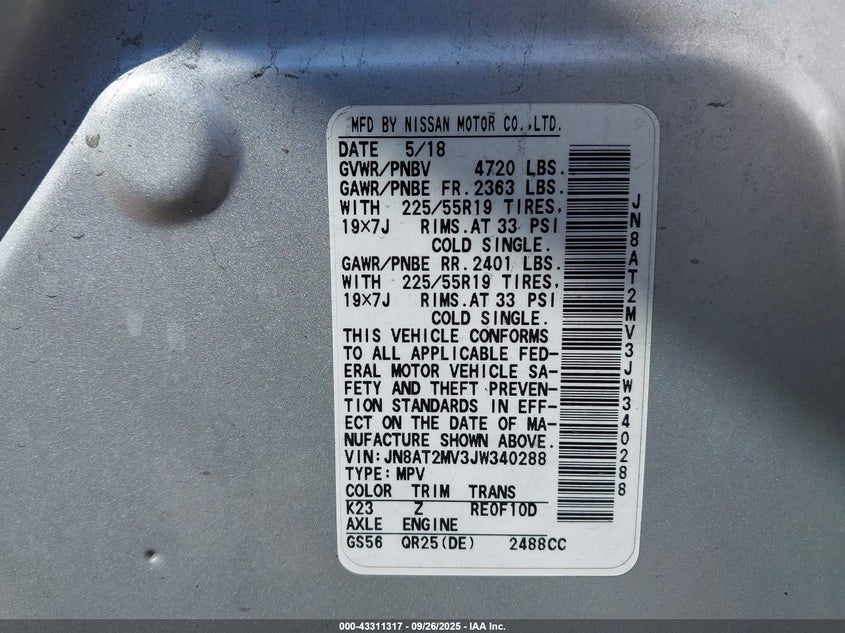 MFD BY NISSAN MOTOR CO.,LTD.
DATE 5/18
GVWR/PNBV 4720 LBS.
GAWR/PNBE FR. 2363 LBS.
WITH 225/55R19 TIRES,
19×7J RIMS.AT 33 PSI
COLD SINGLE.
GAWR/PNBE RR. 2401 LBS.
WITH 225/55R19 TIRES,
19×7J RIMS.AT 33 PSI
COLD SINGLE.
THIS VEHICLE CONFORMS
TO ALL APPLICABLE FED-
ERAL MOTOR VEHICLE SA-
FETY AND THEFT PREVEN-
TION STANDARDS IN EFF-
ECT ON THE DATE OF MA-
NUFACTURE SHOWN ABOVE.
VIN:JN8AT2MV3JW340288
TYPE:MPV
COLOR TRIM TRANS
K23 Z RE0F10D
AXLE ENGINE
GS56 QR25(DE) 2488CC
JN8AT2MV3JW340288
000-43311317 - 09/26/2025 - IAA Inc.